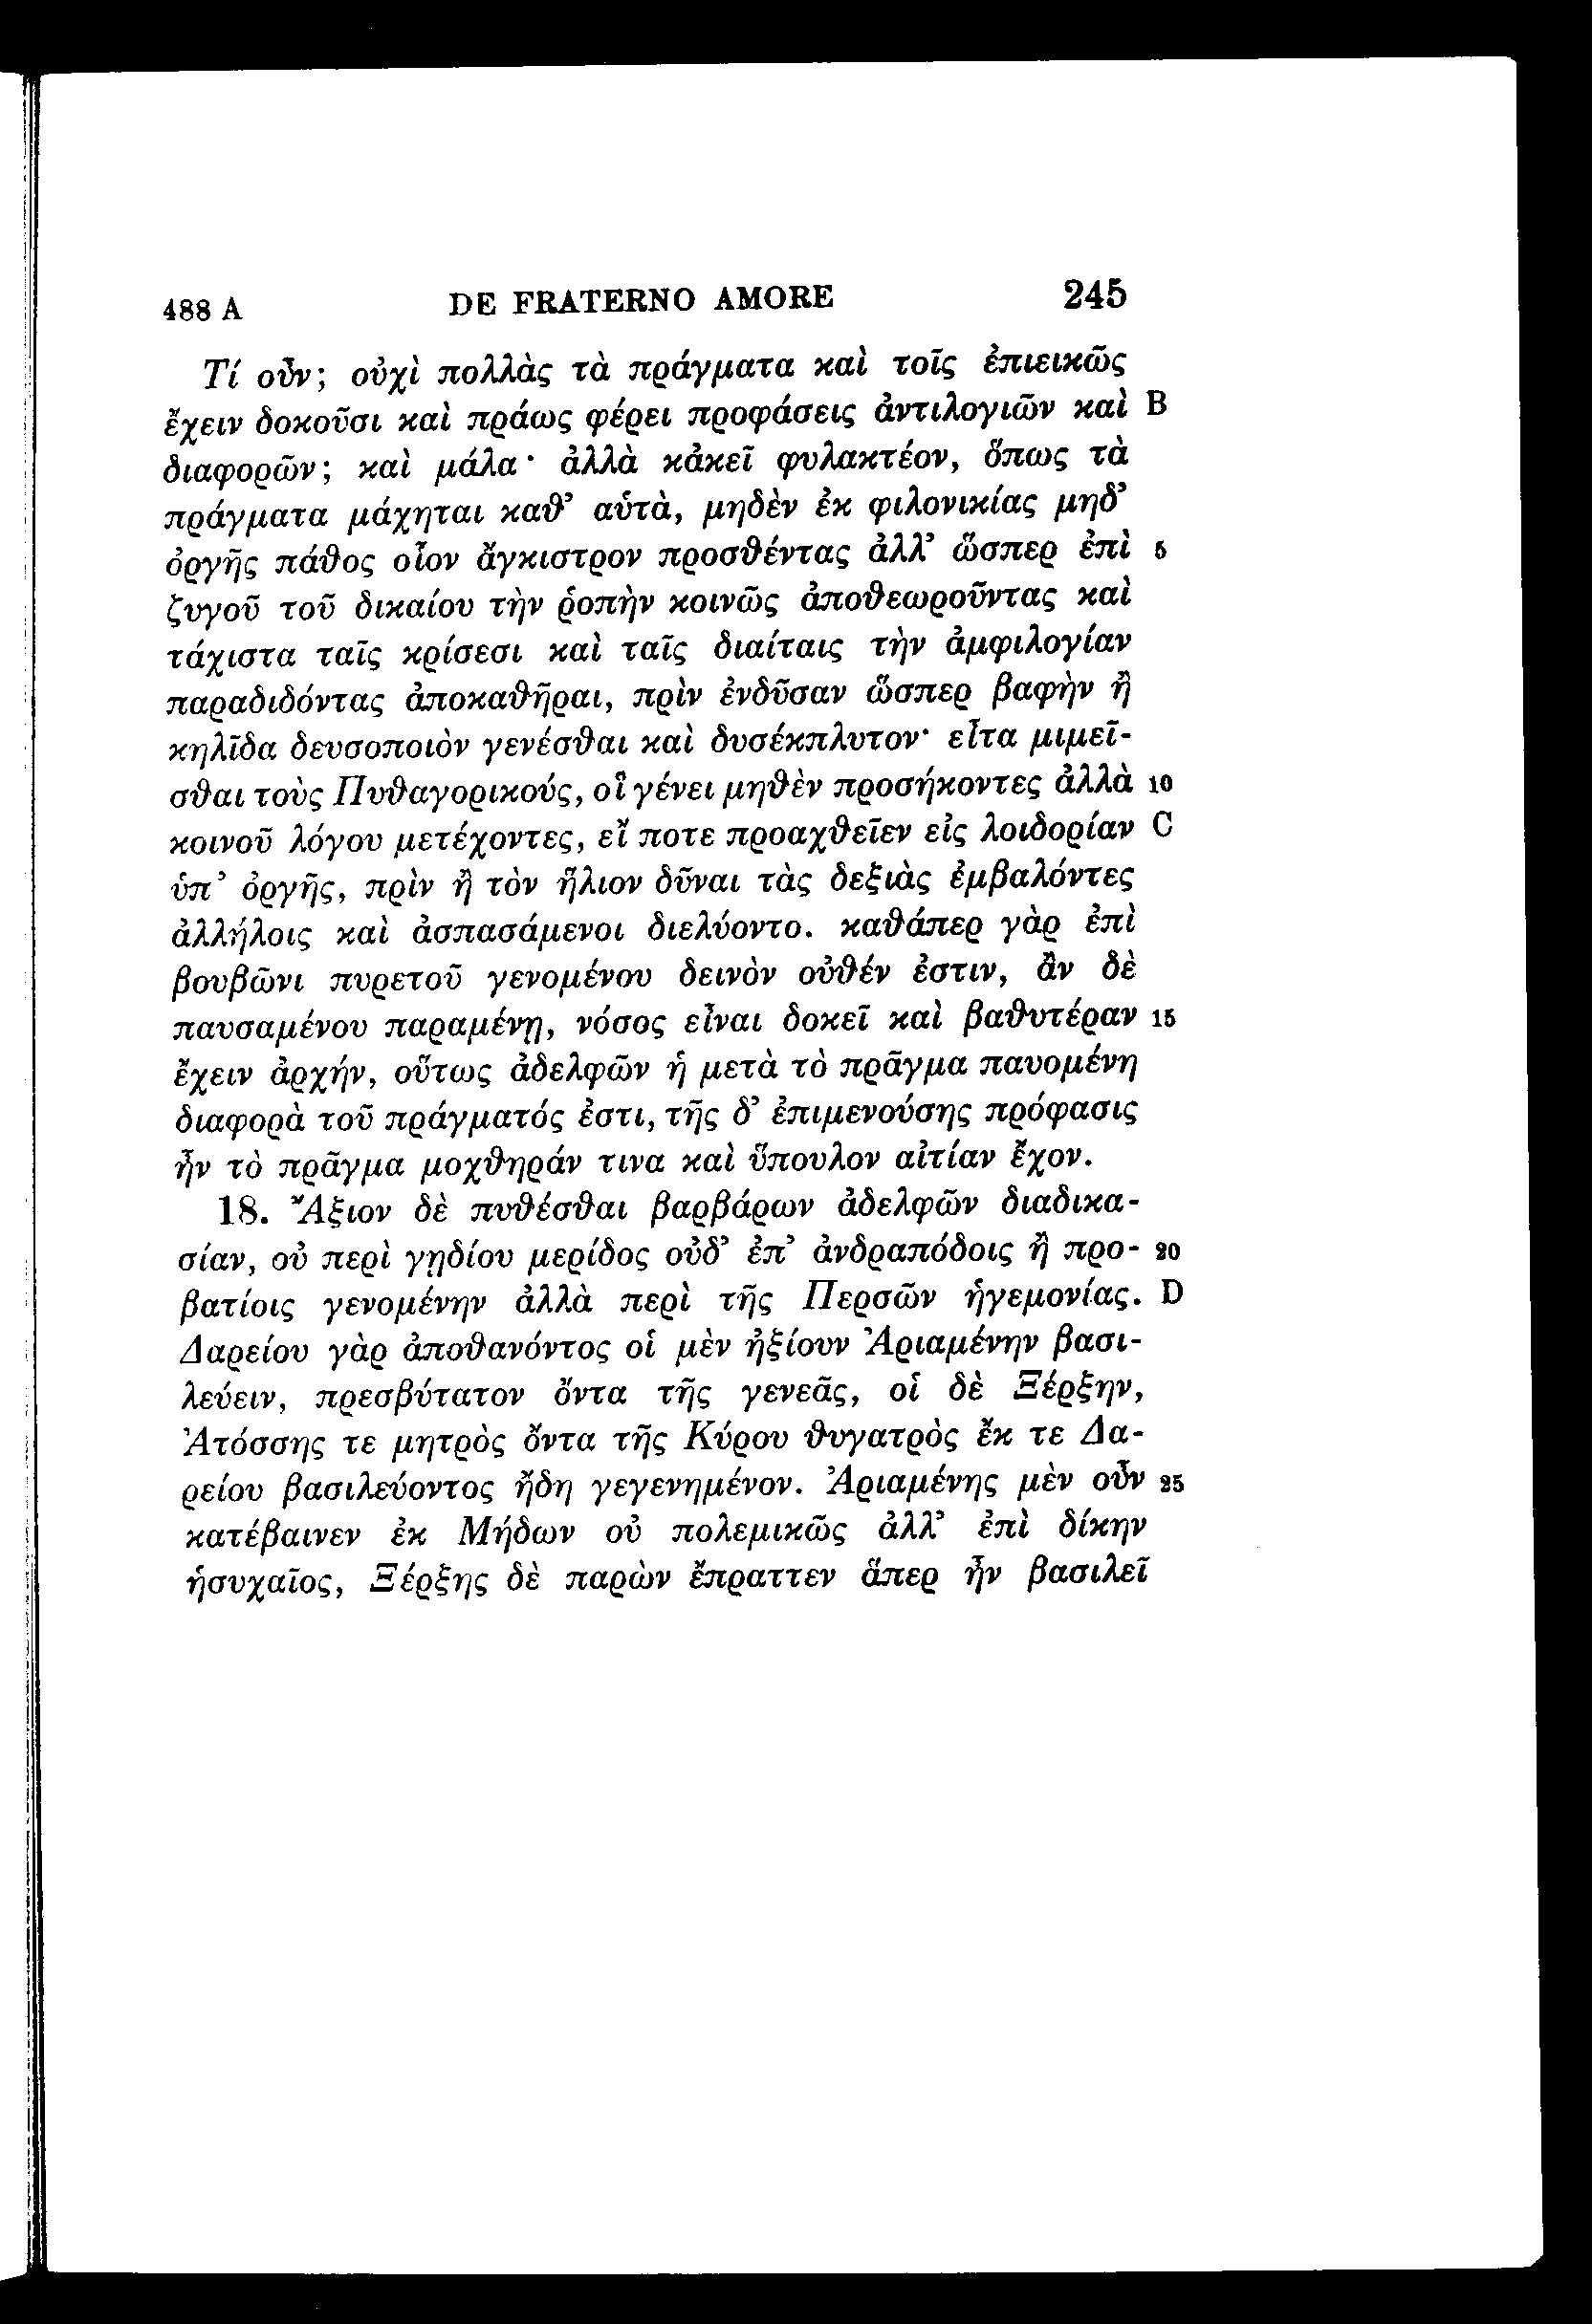 488 A DE FRATERNO AMORE 245
Τί οὖν; οὐχὶ πολλὰς τὰ πράγματα καὶ τοῖς ἐπιεικῶς
ἔχειν δοκοῦσι καὶ πράως φέρει προφάσεις ἀντιλογιῶν καὶ B
διαφορῶν; καὶ μάλα· ἀλλὰ κἀκεῖ φυλακτέον, ὅπως τὰ
πράγματα μάχηται καθ’ αὑτὰ, μηδὲν ἐκ φιλονικίας μηδ’
ὀργῆς πάθος οἷον ἄγκιστρον προσθέντας ἀλλ’ ὥσπερ ἐπὶ 5
ζυγοῦ τοῦ δικαίου τὴν ῥοπὴν κοινῶς ἀποθεωροῦντας καὶ
τάχιστα ταῖς κρίσεσι καὶ ταῖς διαίταις τὴν ἀμφιλογίαν
παραδιδόντας ἀποκαθῆραι, πρὶν ἐνδῦσαν ὥσπερ βαφὴν ἢ
κηλῖδα δευσοποιὸν γενέσθαι καὶ δυσέκπλυτον· εἶτα μιμεῖ-
σθαι τοὺς Πυθαγορικούς, οἳ γένει μηθὲν προσήκοντες ἀλλὰ 10
κοινοῦ λόγου μετέχοντες, εἴ ποτε προαχθεῖεν εἰς λοιδορίαν C
ὑπ’ ὀργῆς, πρὶν ἢ τὸν ἥλιον δῦναι τὰς δεξιὰς ἐμβαλόντες
ἀλλήλοις καὶ ἀσπασάμενοι διελύοντο. καθάπερ γὰρ ἐπὶ
βουβῶνι πυρετοῦ γενομένου δεινὸν οὐθέν ἐστιν, ἂν δὲ
παυσαμένου παραμένῃ, νόσος εἶναι δοκεῖ καὶ βαθυτέραν 15
ἔχειν ἀρχήν, οὕτως ἀδελφῶν ἡ μετὰ τὸ πρᾶγμα παυομένη
διαφορὰ τοῦ πράγματός ἐστι, τῆς δ’ ἐπιμενούσης πρόφασις
ἦν τὸ πρᾶγμα μοχθηράν τινα καὶ ὕπουλον αἰτίαν ἔχον.
18. Ἄξιον δὲ πυθέσθαι βαρβάρων ἀδελφῶν διαδικα-
σίαν, οὐ περὶ γῃδίου μερίδος οὐδ’ ἐπ’ ἀνδραπόδοις ἢ προ- 20
βατίοις γενομένην ἀλλὰ περὶ τῆς Περσῶν ἡγεμονίας. D
Δαρείου γὰρ ἀποθανόντος οἱ μὲν ἠξίουν Ἀριαμένην βασι-
λεύειν, πρεσβύτατον ὄντα τῆς γενεᾶς, οἱ δὲ Ξέρξην,
Ἀτόσσης τε μητρὸς ὄντα τῆς Κύρου θυγατρὸς ἔκ τε Δα-
ρείου βασιλεύοντος ἤδη γεγενημένον. Ἀριαμένης μὲν οὖν 25
κατέβαινεν ἐκ Μήδων οὐ πολεμικῶς ἀλλ’ ἐπὶ δίκην
ἡσυχαῖος, Ξέρξης δὲ παρὼν ἔπραττεν ἅπερ ἦν βασιλεῖ